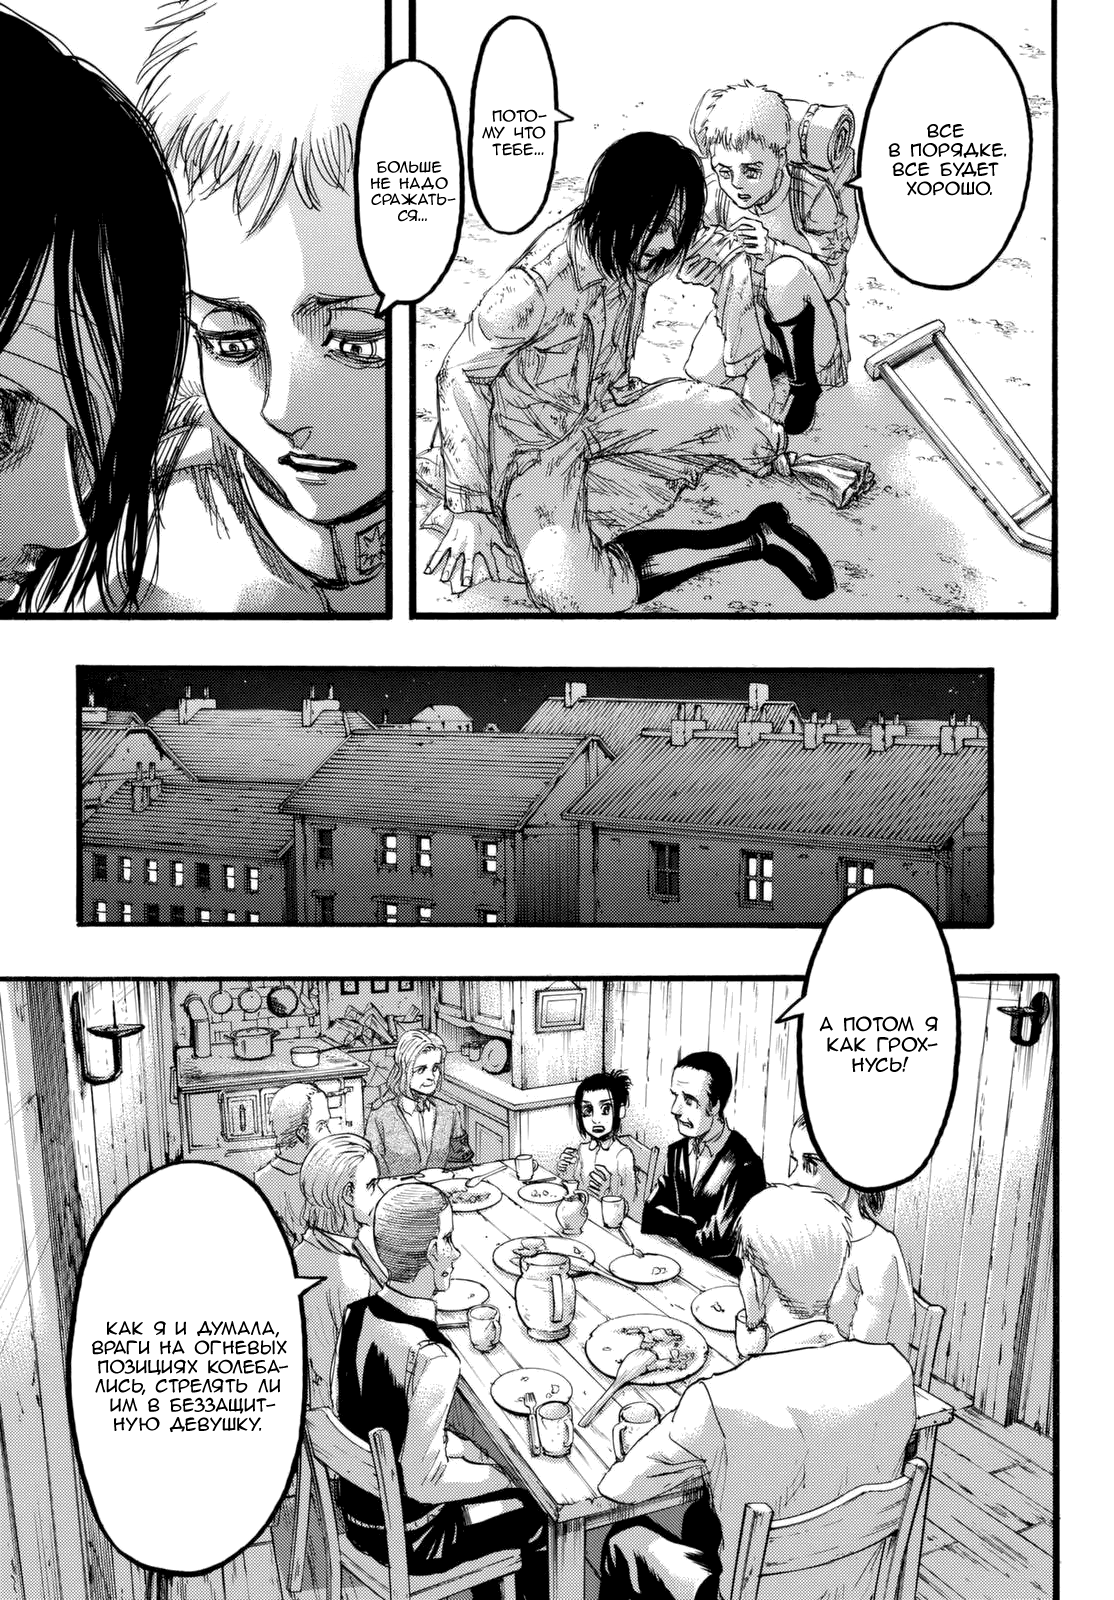 ВСЕ
В ПОРЯДКЕ.
ВСЕ БУДЕТ
ХОРОШО.
ПОТО-
МУ ЧТО
ТЕБЕ...
БОЛЬШЕ
НЕ НАДО
СРАЖАТЬ-
СЯ...
А ПОТОМ Я
КАК ГРОХ-
НУСЬ!
КАК Я И ДУМАЛА,
ВРАГИ НА ОГНЕВЫХ
ПОЗИЦИЯХ КОЛЕБА-
ЛИСЬ, СТРЕЛЯТЬ ЛИ
ИМ В БЕЗЗАЩИТ-
НУЮ ДЕВУШКУ.